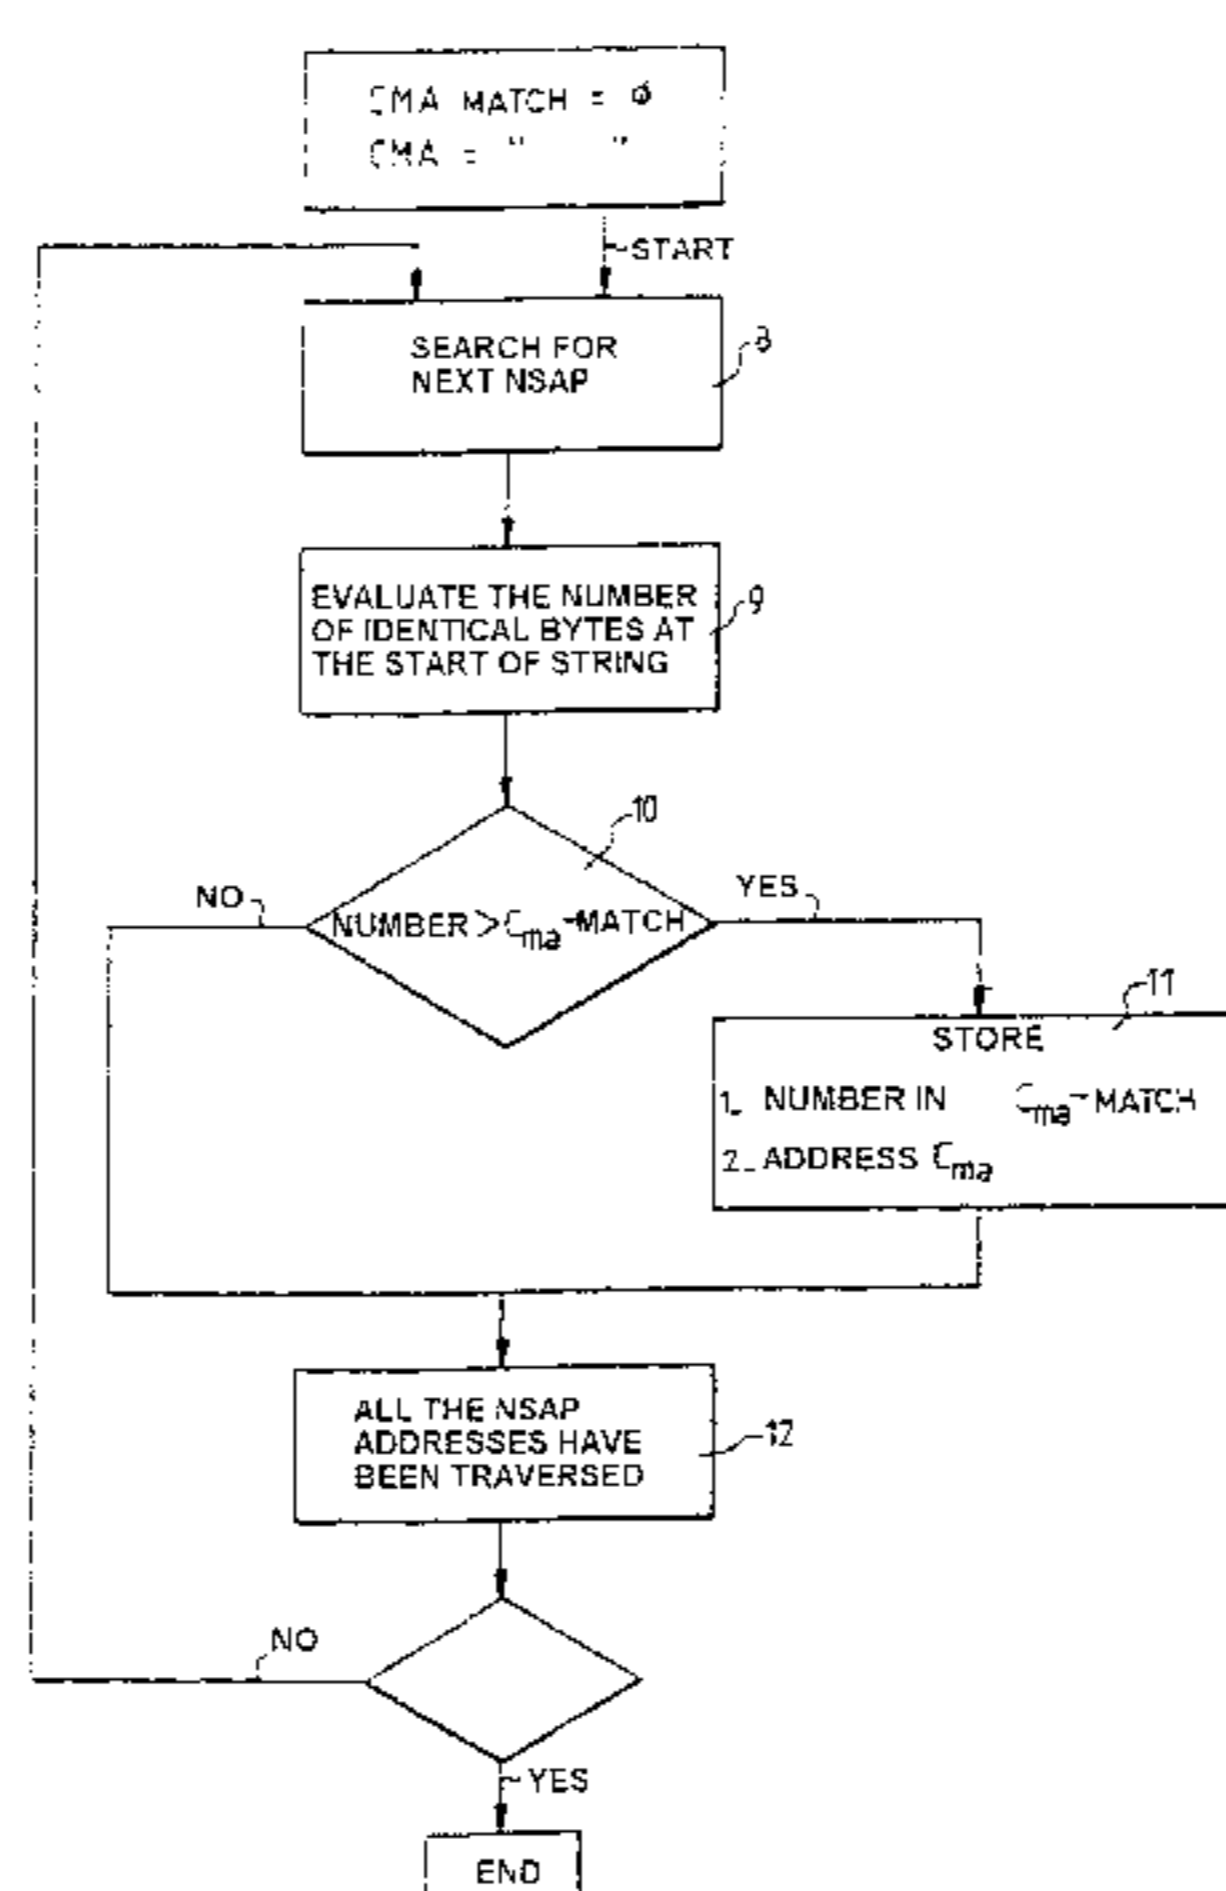 CMA MATCH = Ø
CMA = " "
START
SEARCH FOR
NEXT NSAP
8
EVALUATE THE NUMBER
OF IDENTICAL BYTES AT
THE START OF STRING
9
10
NO
YES
NUMBER > Cma-MATCH
11
STORE
1_ NUMBER IN Cma-MATCH
2_ ADDRESS Cma
ALL THE NSAP
ADDRESSES HAVE
BEEN TRAVERSED
12
NO
YES
END